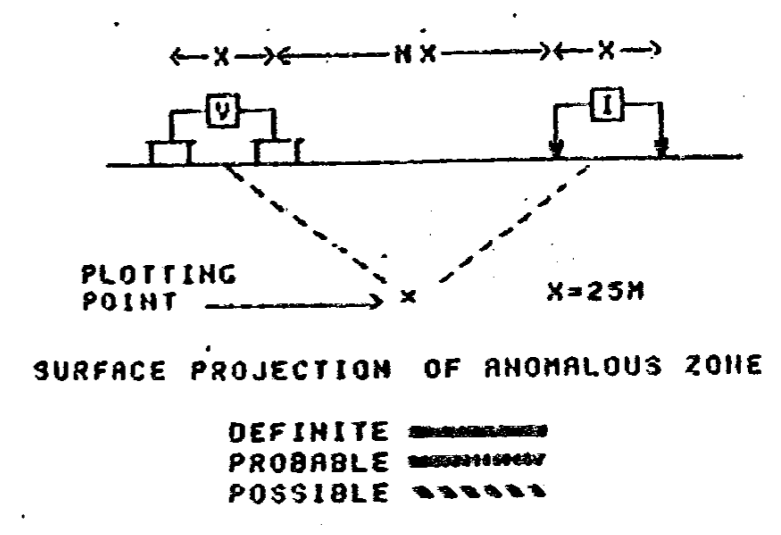 X NX X
V I
PLOTTING
POINT X X=25M
SURFACE PROJECTION OF ANOMALOUS ZONE
DEFINITE
PROBABLE
POSSIBLE